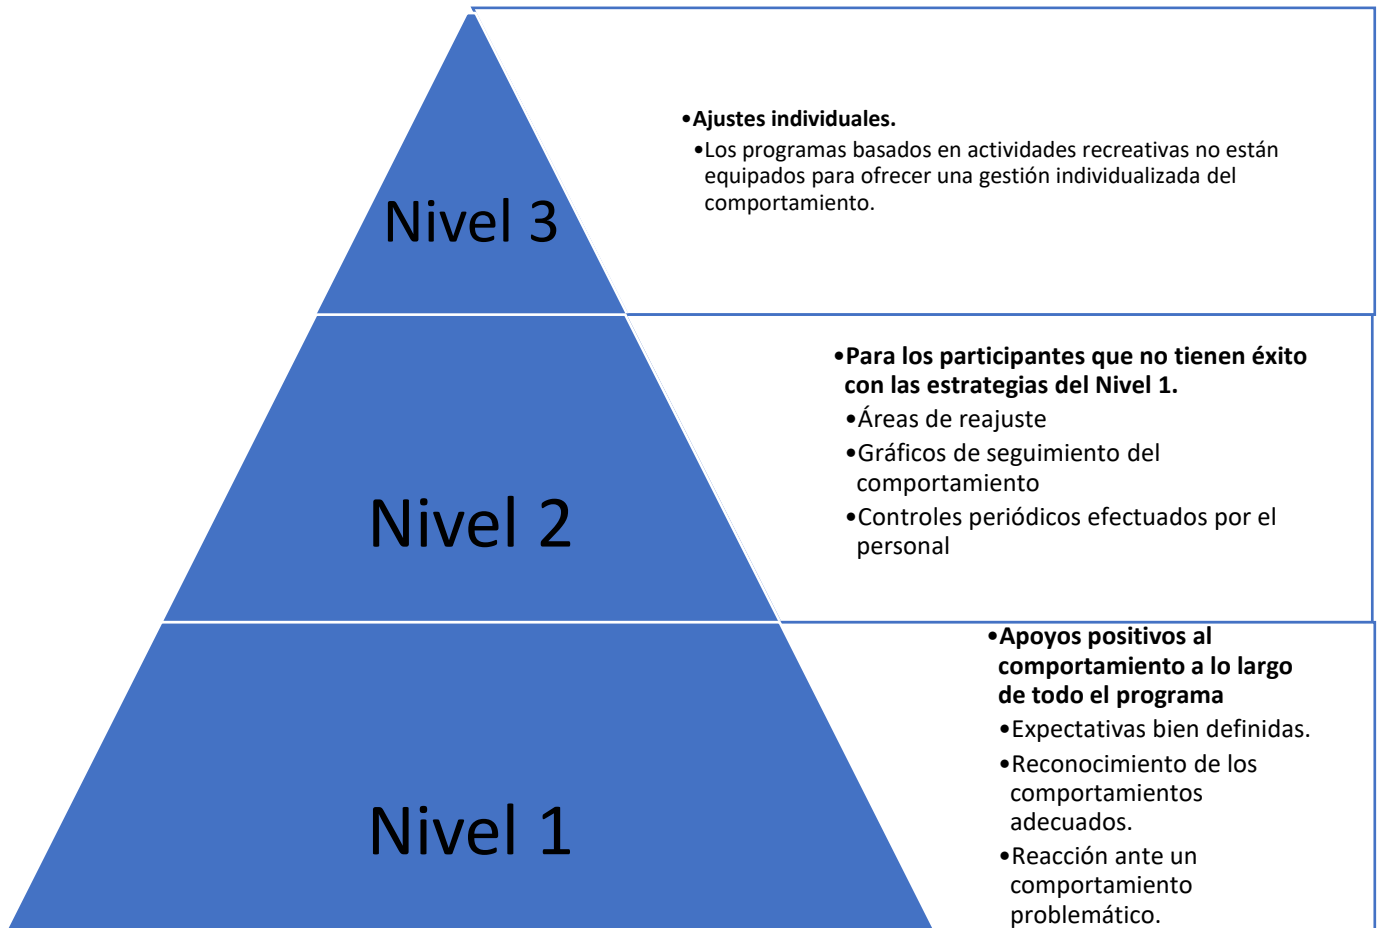 Nivel 3
•Ajustes individuales.
•Los programas basados en actividades recreativas no están
equipados para ofrecer una gestión individualizada del
comportamiento.
Nivel 2
•Para los participantes que no tienen éxito
con las estrategias del Nivel 1.
•Áreas de reajuste
•Gráficos de seguimiento del
comportamiento
•Controles periódicos efectuados por el
personal
Nivel 1
•Apoyos positivos al
comportamiento a lo largo
de todo el programa
•Expectativas bien definidas.
•Reconocimiento de los
comportamientos
adecuados.
•Reacción ante un
comportamiento
problemático.